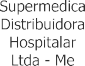 Supermedica
Distribuidora
Hospitalar
Ltda - Me